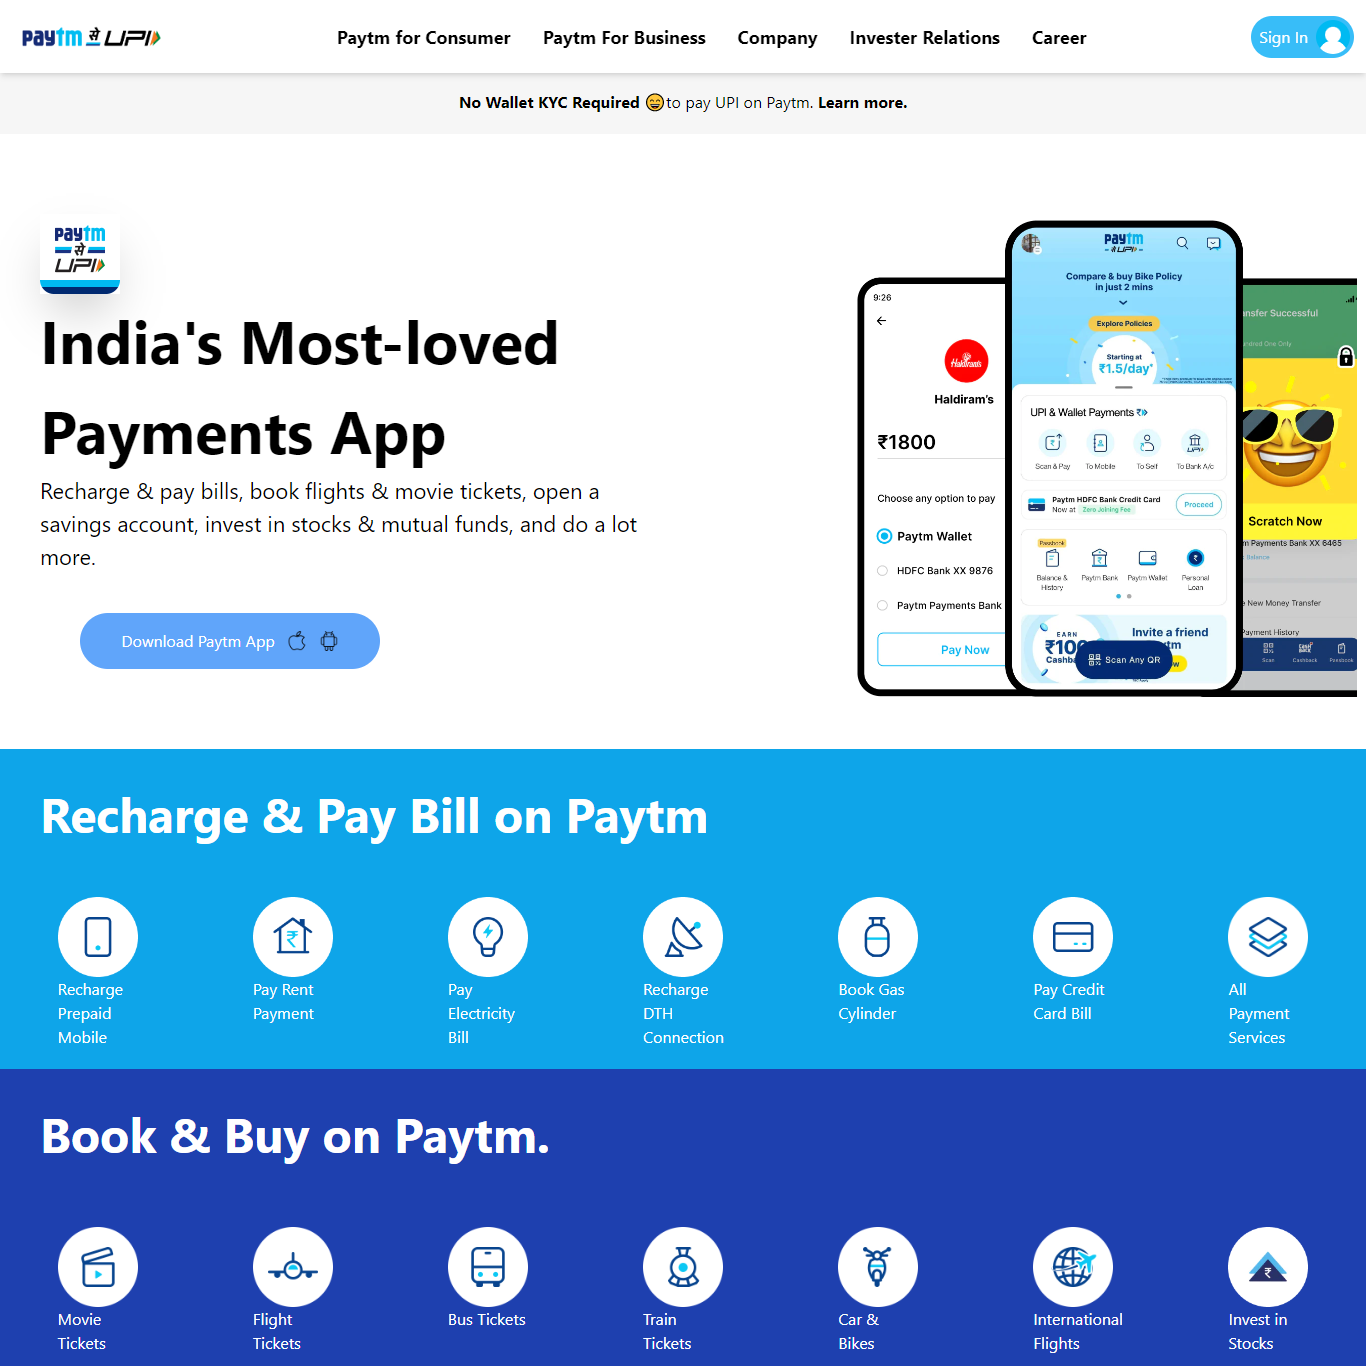 paytm से UPI
Paytm for Consumer
Paytm For Business
Company
Invester Relations
Career
Sign In
No Wallet KYC Required 😄to pay UPI on Paytm. Learn more.
paytm
से
UPI
India's Most-loved
Payments App
Recharge & pay bills, book flights & movie tickets, open a
savings account, invest in stocks & mutual funds, and do a lot
more.
Download Paytm App
9:26
Haldiram's
Haldiram's
₹1800
Choose any option to pay
Paytm Wallet
HDFC Bank XX 9876
Paytm Payments Bank
Pay Now
paytm
से UPI
Compare & buy Bike Policy
in just 2 mins
Explore Policies
Starting at
₹1.5/day*
UPI & Wallet Payments
Scan & Pay
To Mobile
To Self
UPI
To Bank A/c
Paytm HDFC Bank Credit Card
Now at Zero Joining Fee
Proceed
Passbook
Balance &
History
Paytm Bank
Paytm Wallet
Personal
Loan
EARN
₹100
Cashba
Invite a friend
ytm
Scan Any QR
ow
nsfer Successful
One Only
Scratch Now
m Payments Bank XX 6465
Balance
e New Money Transfer
Payment History
Scan
Cashback
Passbook
Recharge & Pay Bill on Paytm
Recharge
Prepaid
Mobile
Pay Rent
Payment
Pay
Electricity
Bill
Recharge
DTH
Connection
Book Gas
Cylinder
Pay Credit
Card Bill
All
Payment
Services
Book & Buy on Paytm.
Movie
Tickets
Flight
Tickets
Bus Tickets
Train
Tickets
Car &
Bikes
International
Flights
Invest in
Stocks